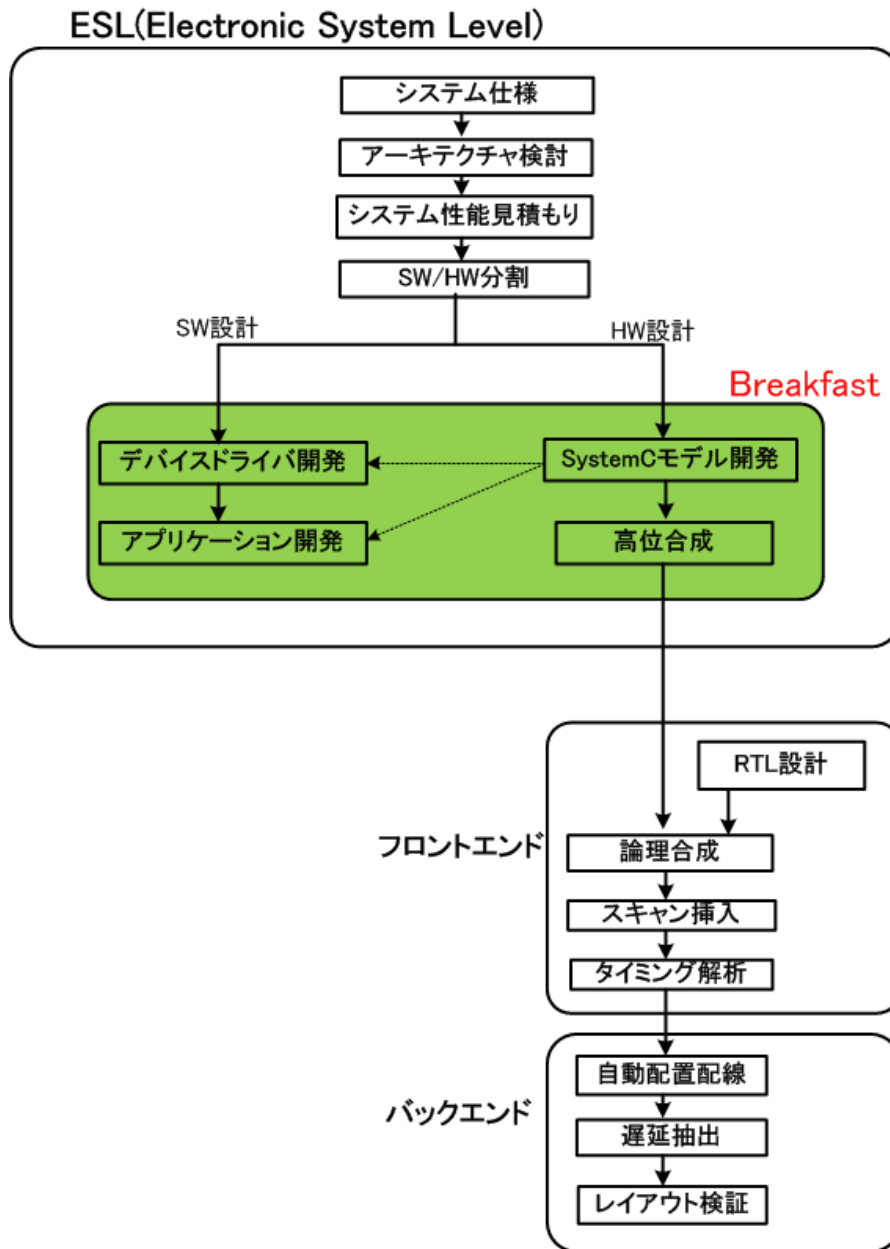 ESL(Electronic System Level)
システム仕様
アーキテクチャ検討
システム性能見積もり
SW/HW分割
SW設計
HW設計
Breakfast
デバイスドライバ開発
SystemCモデル開発
アプリケーション開発
高位合成
RTL設計
フロントエンド
論理合成
スキャン挿入
タイミング解析
自動配置配線
バックエンド
遅延抽出
レイアウト検証